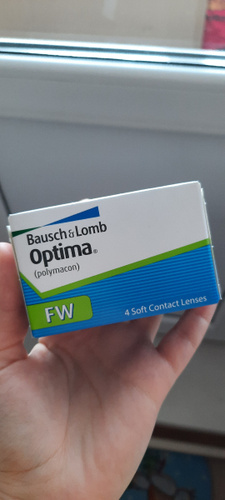 Bausch & Lomb
Optima®
(polymacon)
FW
4 Soft Contact Lenses